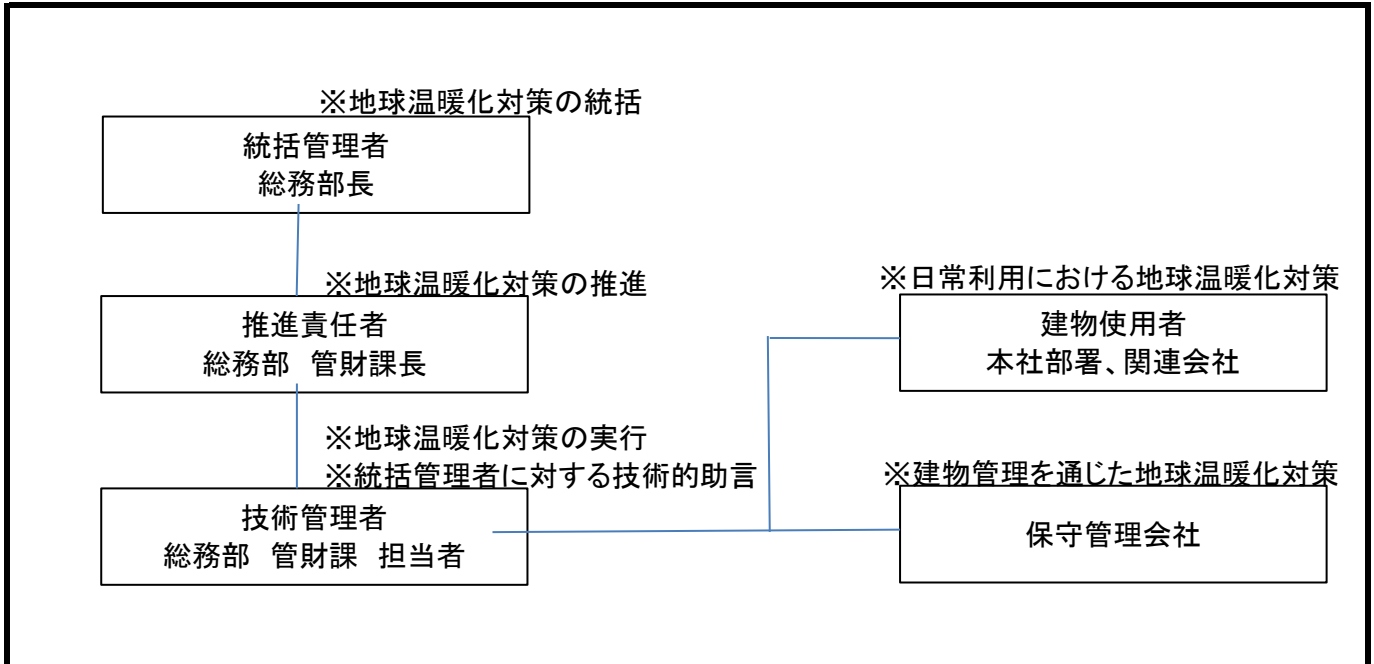 ※地球温暖化対策の統括
統括管理者
総務部長
※地球温暖化対策の推進
推進責任者
総務部 管財課長
※地球温暖化対策の実行
※統括管理者に対する技術的助言
技術管理者
総務部 管財課 担当者
※日常利用における地球温暖化対策
建物使用者
本社部署、関連会社
※建物管理を通じた地球温暖化対策
保守管理会社